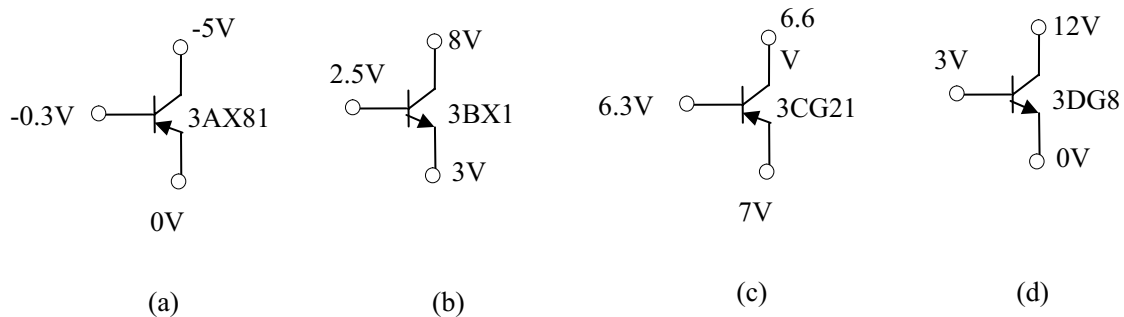 -5V
-0.3V
3AX81
0V
(a)
8V
2.5V
3BX1
3V
(b)
6.6
V
6.3V
3CG21
7V
(c)
12V
3V
3DG8
0V
(d)